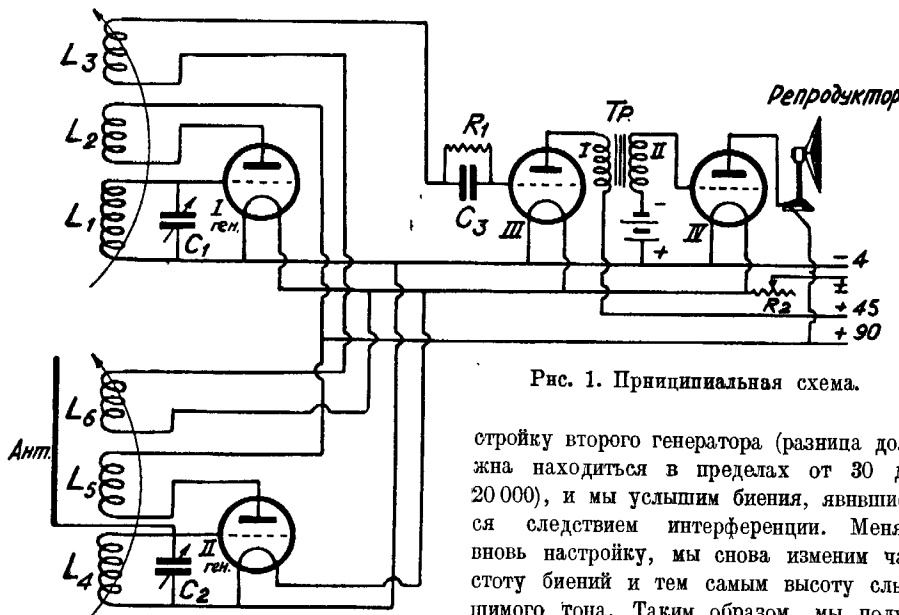 L3
L2
L1
C1
I
ген.
R1
C3
III
Тр.
I
II
IV
Репродуктор
-
+
- 4
±
R2
+ 45
+ 90
Рис. 1. Принципиальная схема.
Ант.
L6
L5
L4
C2
II
ген.
стройку второго генератора (разница дол
жна находиться в пределах от 30 д
20 000), и мы услышим биения, явивши
ся следствием интерференции. Меня
вновь настройку, мы снова изменим ча
стоту биений и тем самым высоту слы
шимого тона. Таким образом, мы полу